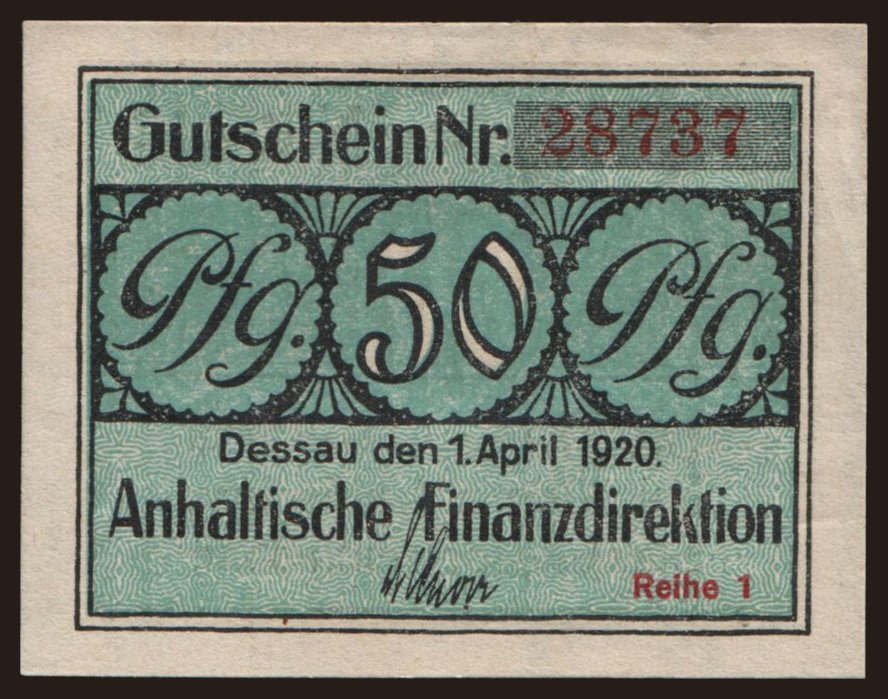 Gutschein Nr. 28737
Pfg. 50 Pfg.
Dessau den 1. April 1920.
Anhaltische Finanzdirektion
Reihe 1